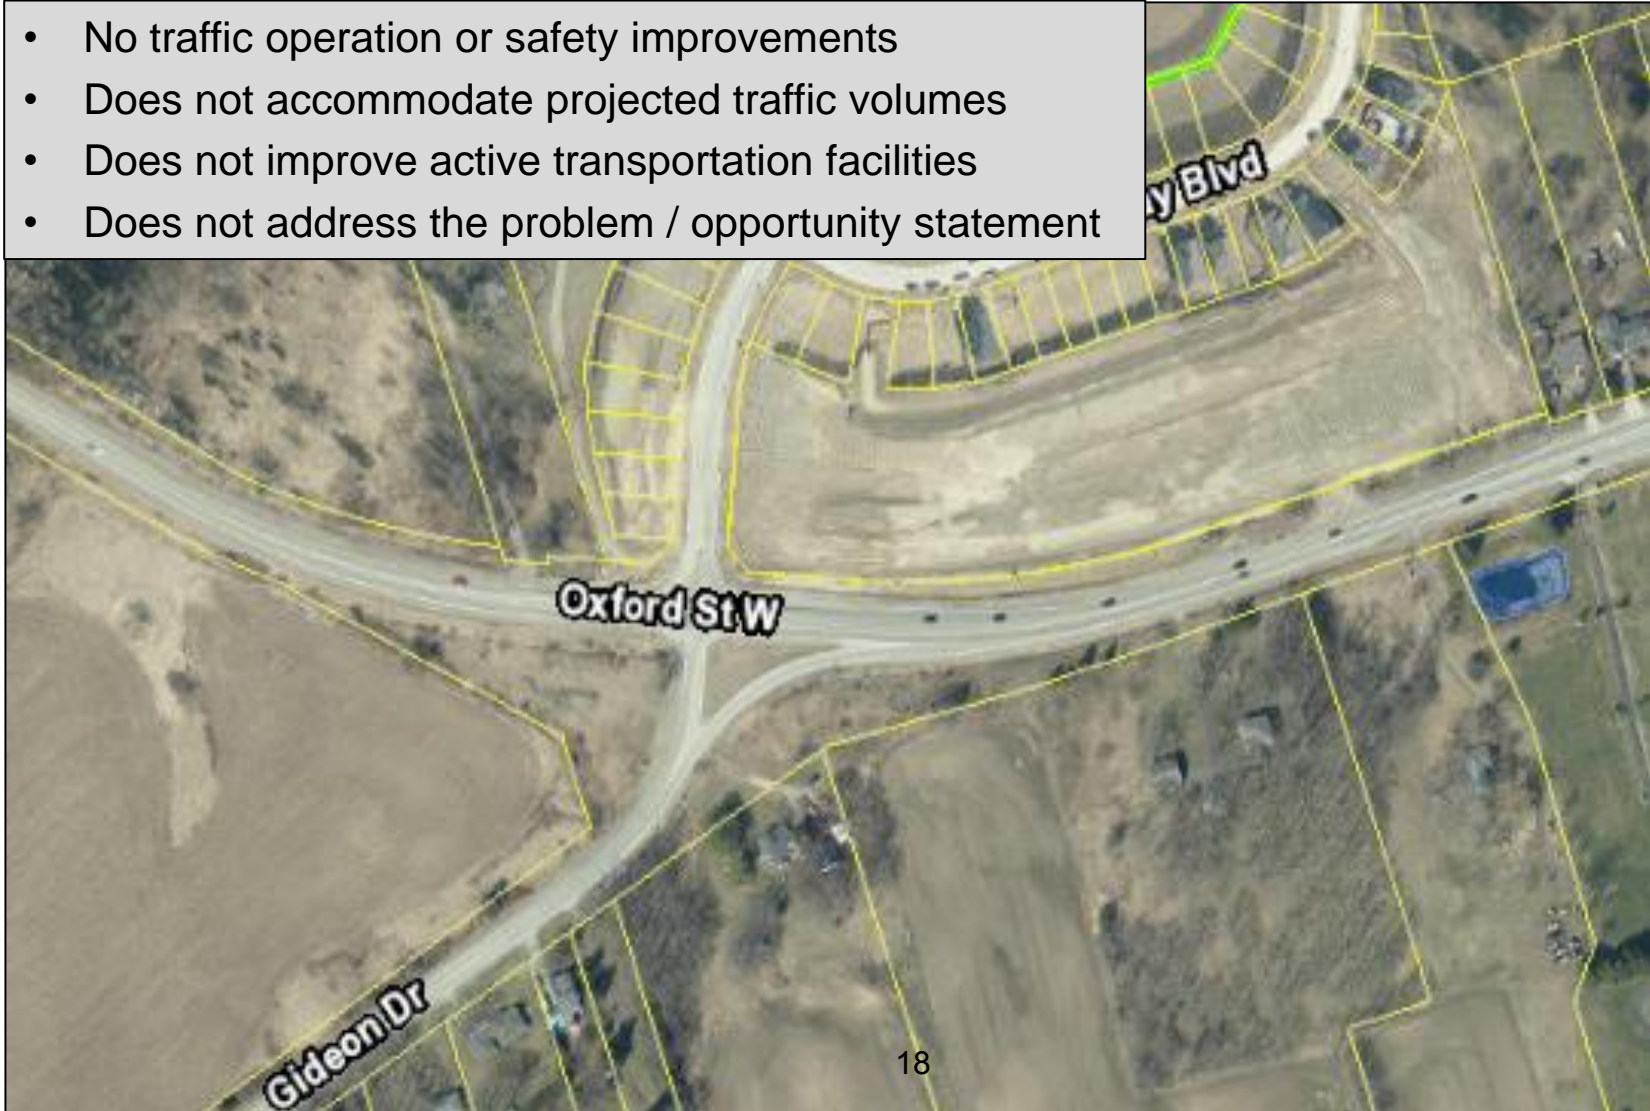 • No traffic operation or safety improvements
• Does not accommodate projected traffic volumes
• Does not improve active transportation facilities
• Does not address the problem / opportunity statement
Blvd
Oxford St W
Gideon Dr
18